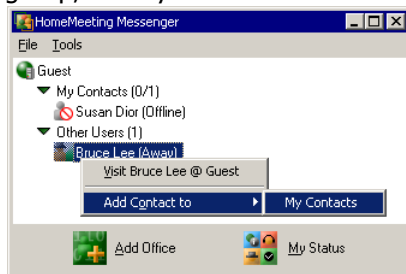 HomeMeeting Messenger
File Tools
Guest
My Contacts (0/1)
Susan Dior (Offline)
Other Users (1)
Bruce Lee (Away)
Visit Bruce Lee @ Guest
Add Contact to My Contacts
Add Office My Status